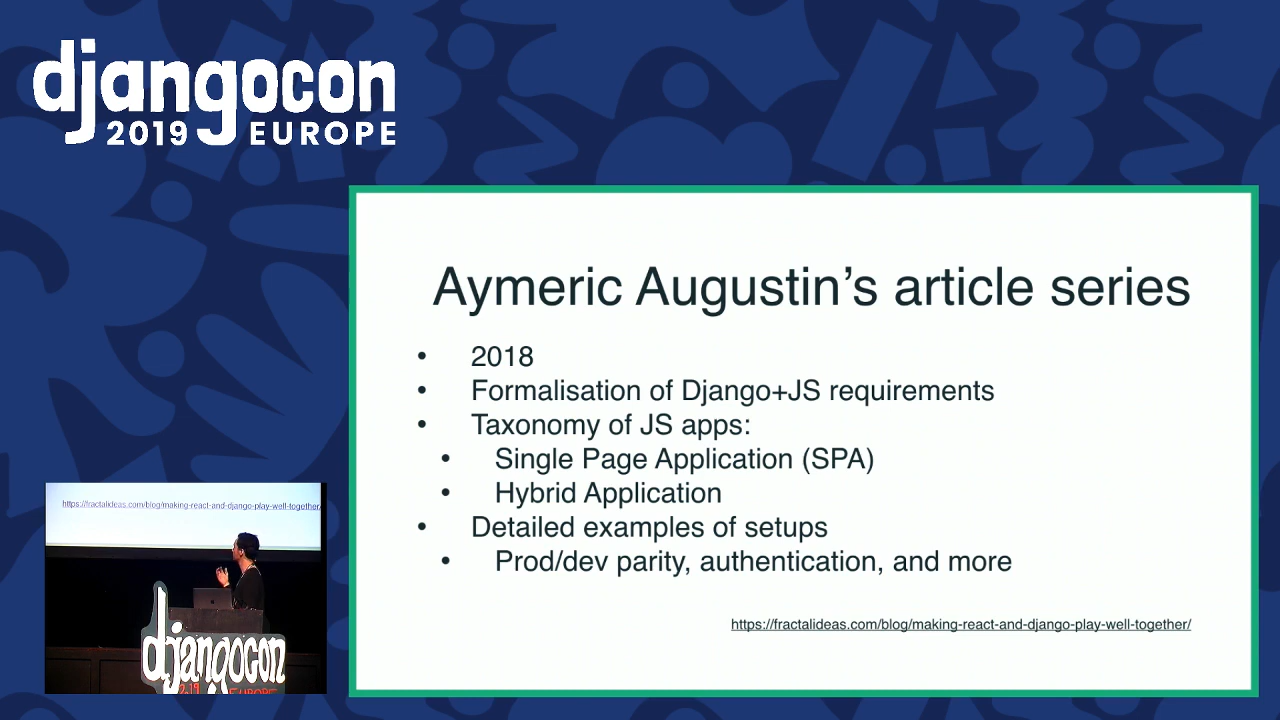 djangocon
2019 EUROPE
Aymeric Augustin’s article series
• 2018
• Formalisation of Django+JS requirements
• Taxonomy of JS apps:
• Single Page Application (SPA)
• Hybrid Application
• Detailed examples of setups
• Prod/dev parity, authentication, and more
https://fractalideas.com/blog/making-react-and-django-play-well-together/
https://fractalideas.com/blog/making-react-and-django-play-well-together/
djangocon
2019 EUROPE